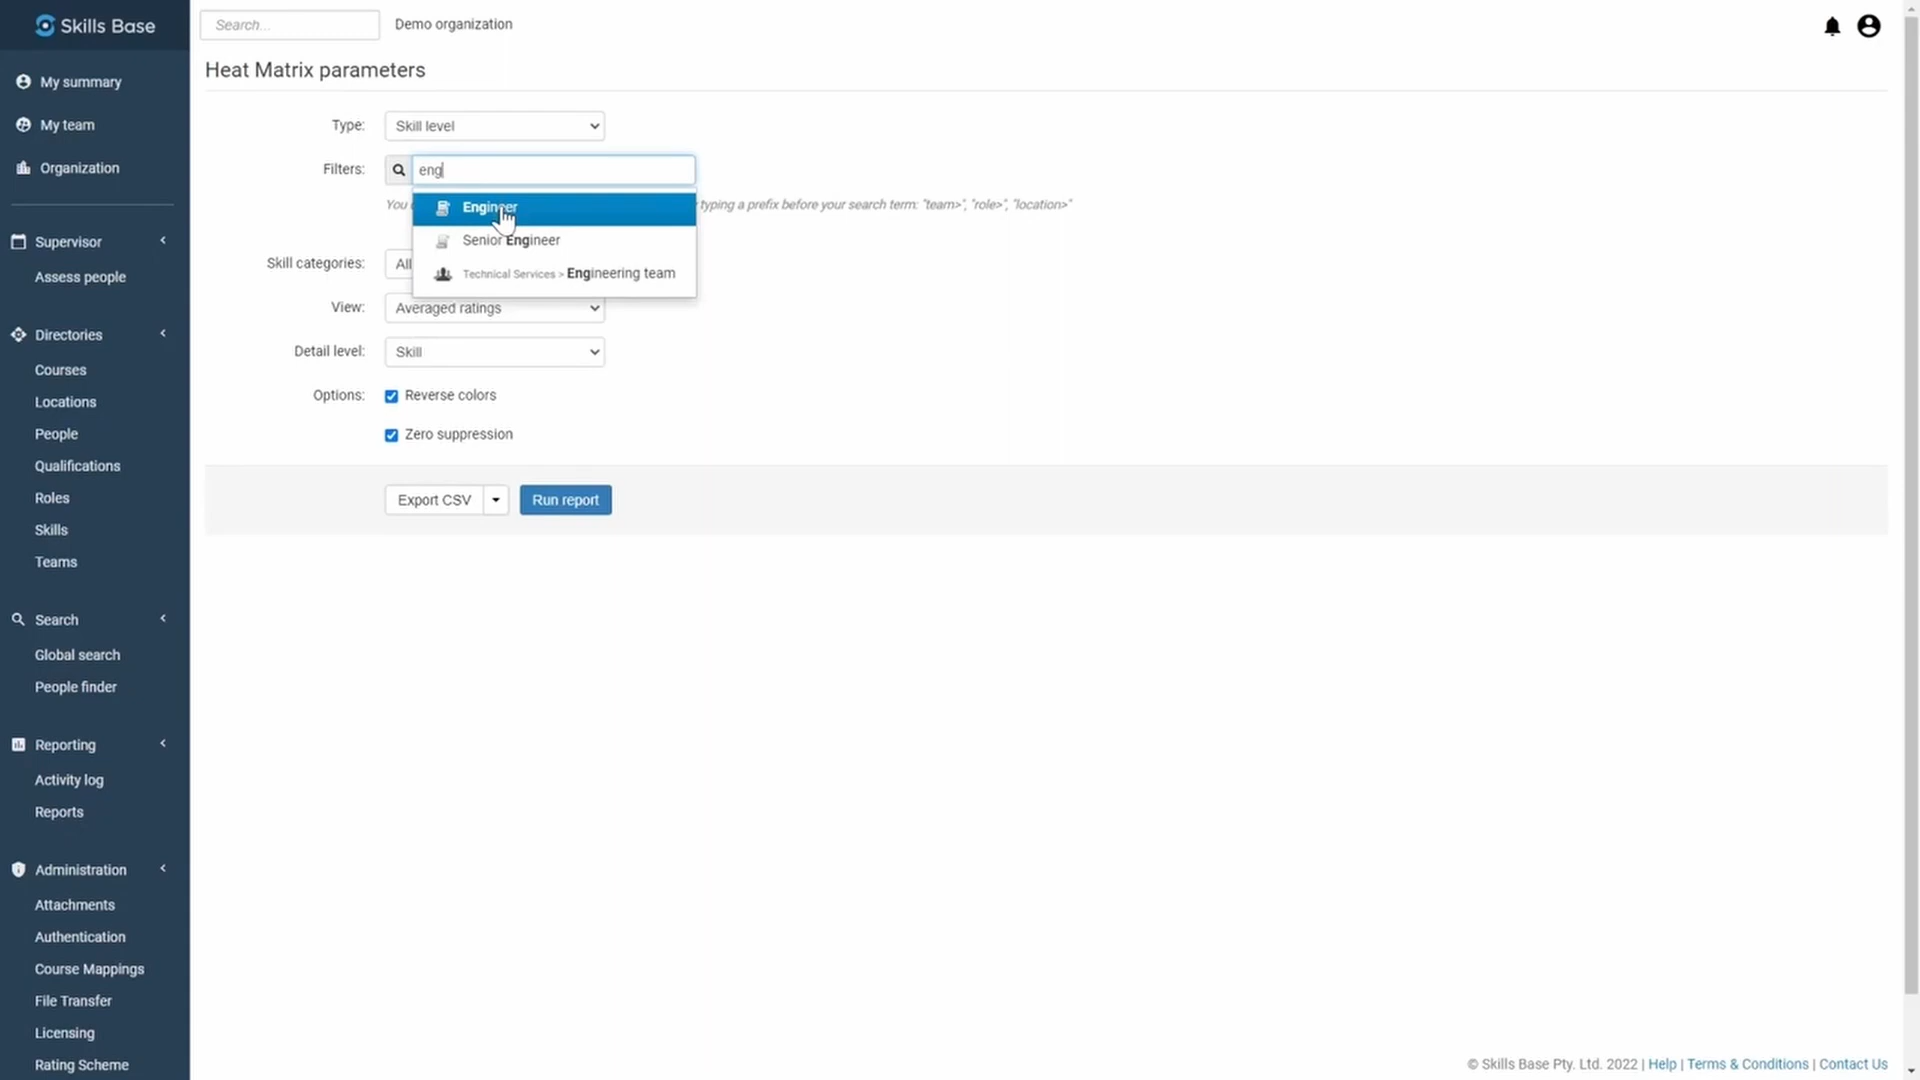 Skills Base
Search...
Demo organization
My summary
My team
Organization
Supervisor
Assess people
Directories
Courses
Locations
People
Qualifications
Roles
Skills
Teams
Search
Global search
People finder
Reporting
Activity log
Reports
Administration
Attachments
Authentication
Course Mappings
File Transfer
Licensing
Rating Scheme
Heat Matrix parameters
Type: Skill level
Filters: eng
Engineer
You typing a prefix before your search term: "team>", "role>", "location>"
Senior Engineer
Technical Services > Engineering team
Skill categories: All
View: Averaged ratings
Detail level: Skill
Options: Reverse colors
Zero suppression
Export CSV Run report
© Skills Base Pty. Ltd. 2022 | Help | Terms & Conditions | Contact Us